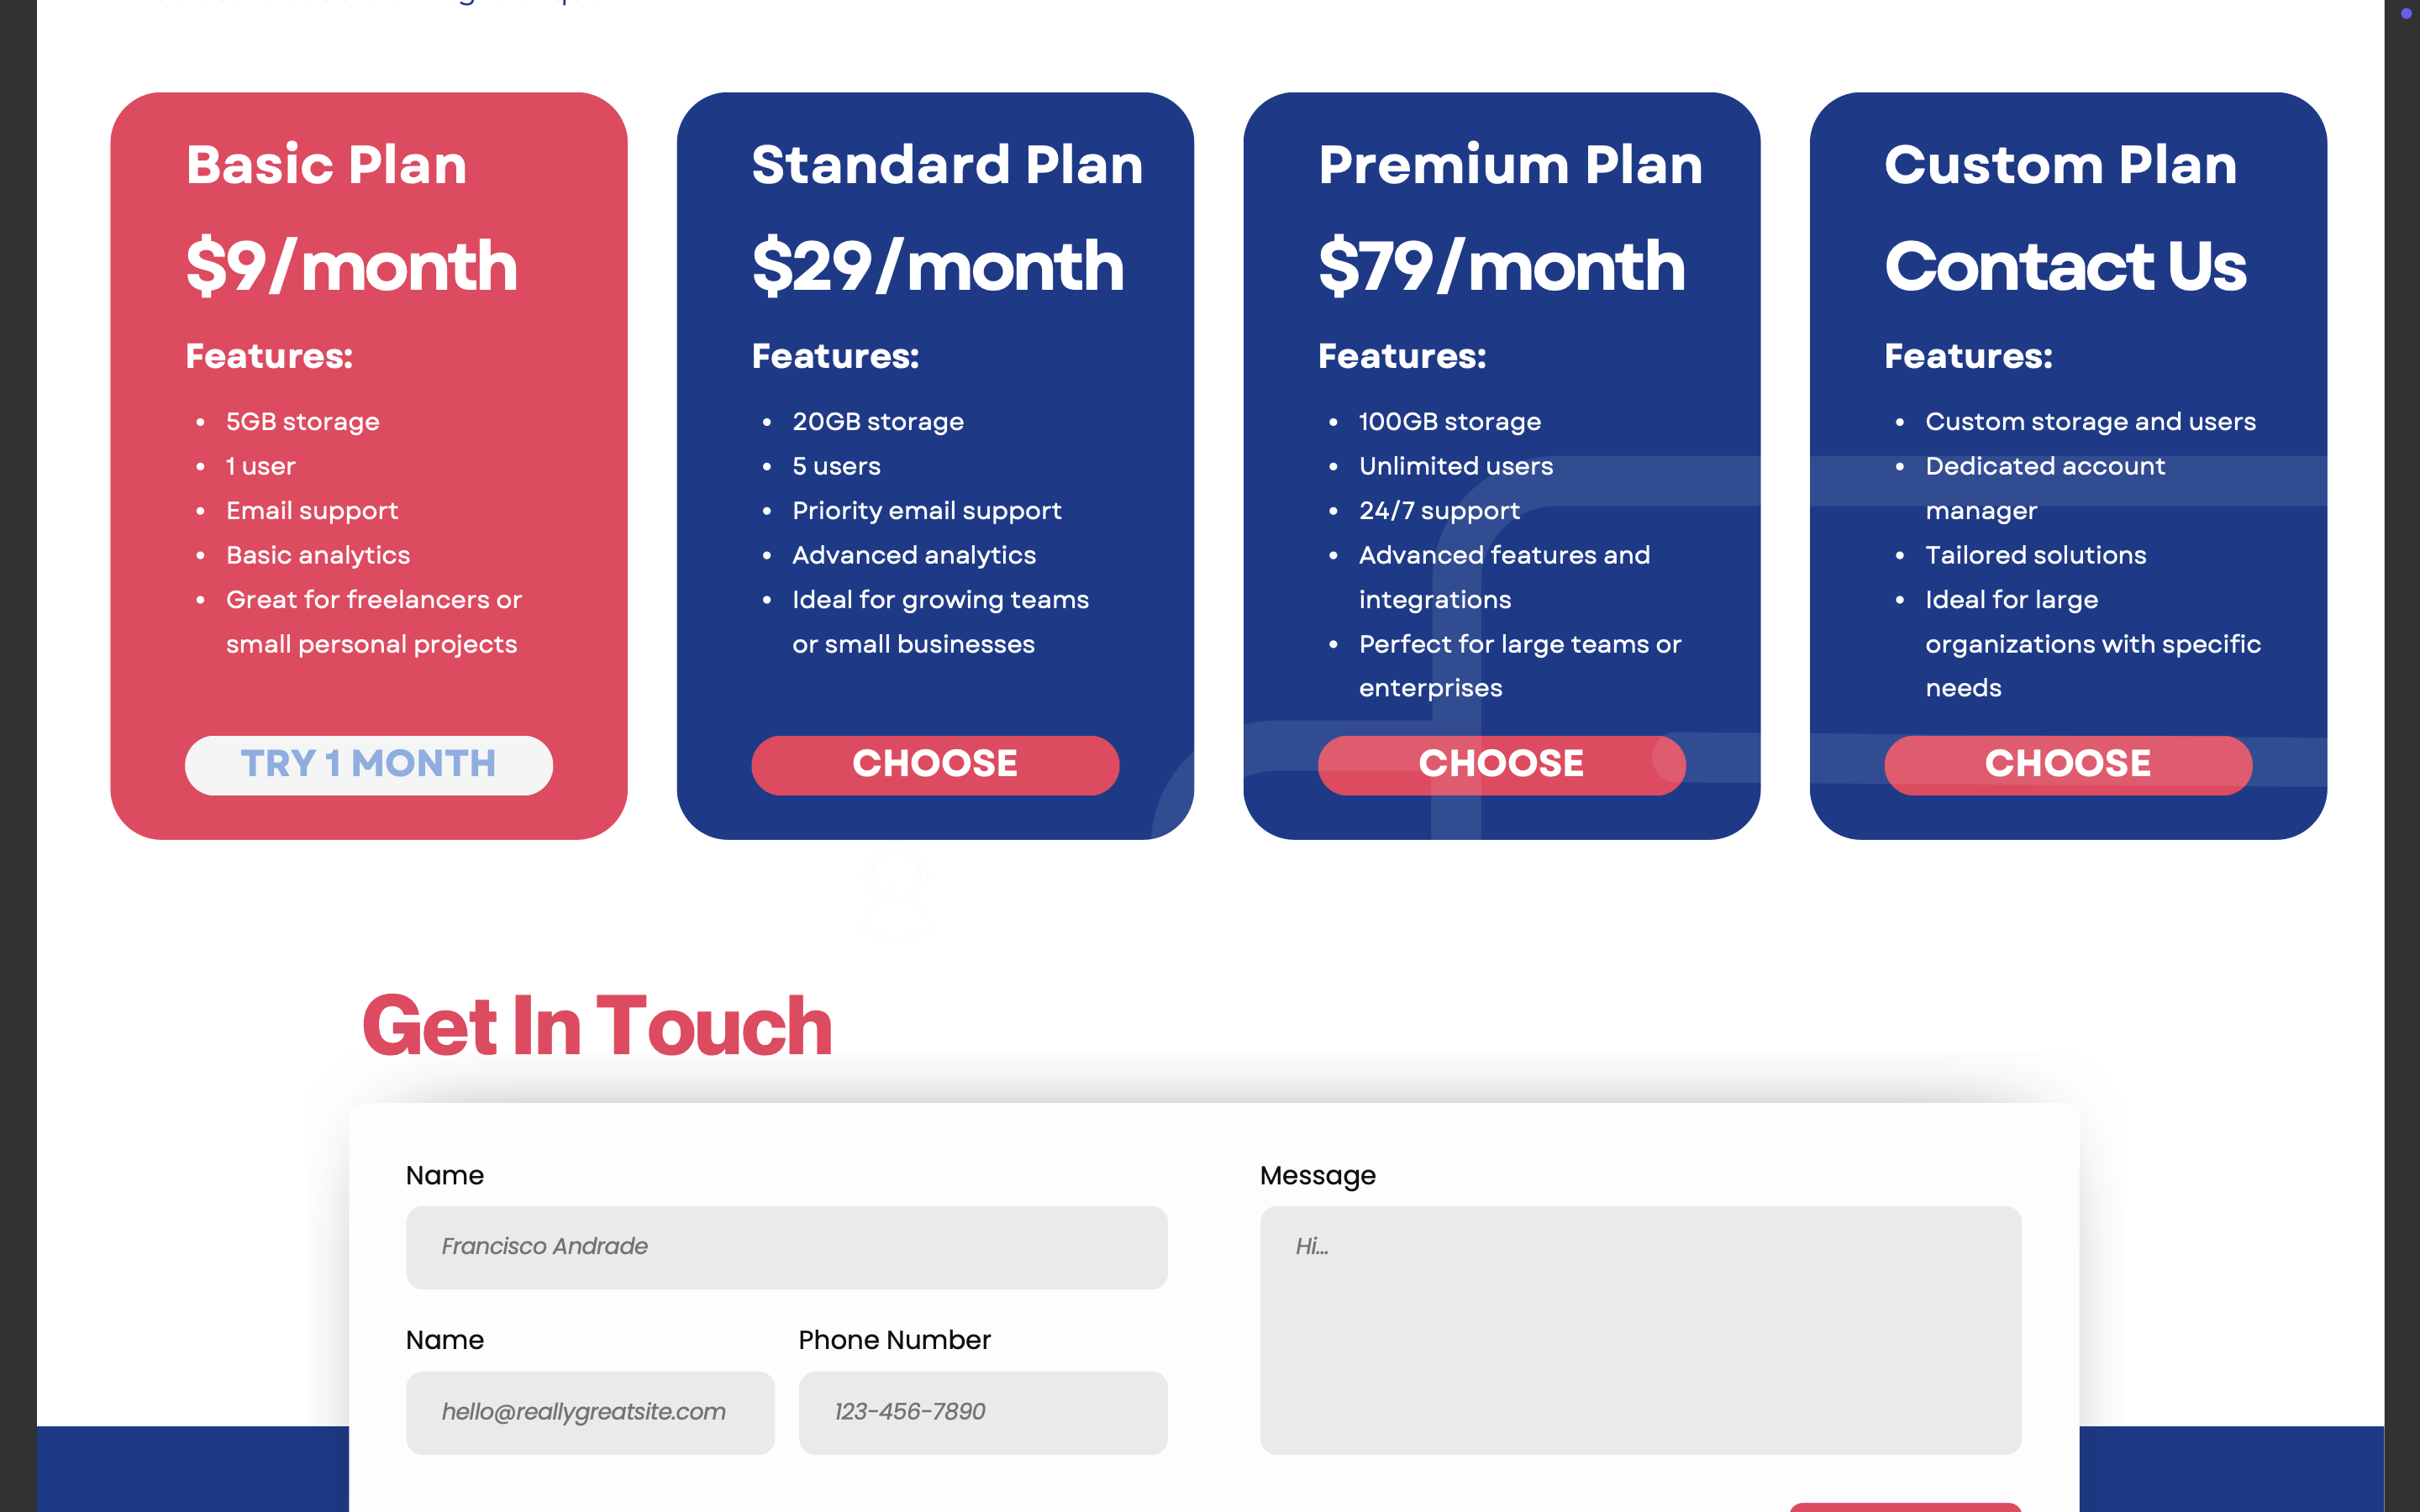 Basic Plan
$9/month
Features:
• 5GB storage
• 1 user
• Email support
• Basic analytics
• Great for freelancers or
small personal projects
TRY 1 MONTH
Standard Plan
$29/month
Features:
• 20GB storage
• 5 users
• Priority email support
• Advanced analytics
• Ideal for growing teams
or small businesses
CHOOSE
Premium Plan
$79/month
Features:
• 100GB storage
• Unlimited users
• 24/7 support
• Advanced features and
integrations
• Perfect for large teams or
enterprises
CHOOSE
Custom Plan
Contact Us
Features:
• Custom storage and users
• Dedicated account
manager
• Tailored solutions
• Ideal for large
organizations with specific
needs
CHOOSE
Get In Touch
Name
Francisco Andrade
Name
hello@reallygreatsite.com
Phone Number
123-456-7890
Message
Hi...